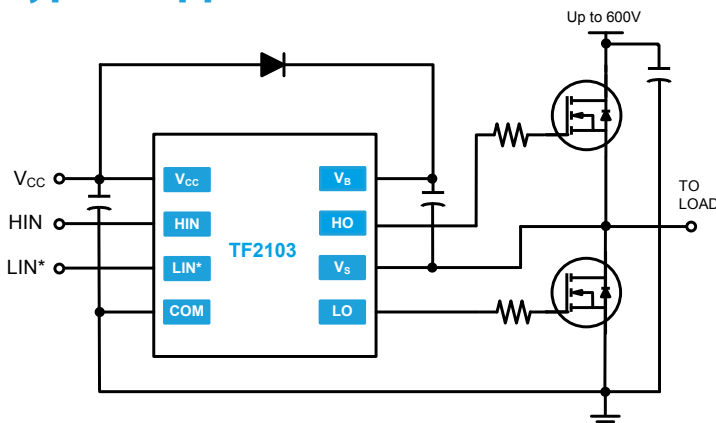 Up to 600V
VCC
HIN
LIN*
VCC
HIN
LIN*
COM
TF2103
VB
HO
VS
LO
TO
LOAD